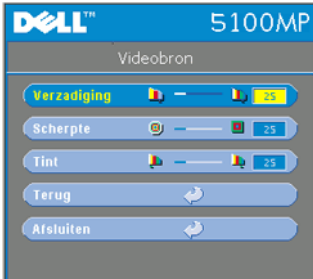 DELL™ 5100MP
Videobron
Verzadiging 25
Scherpte 25
Tint 25
Terug
Afsluiten